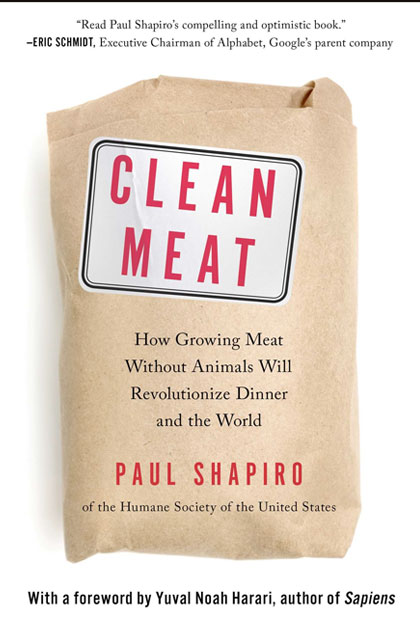 “Read Paul Shapiro’s compelling and optimistic book.”
–ERIC SCHMIDT, Executive Chairman of Alphabet, Google’s parent company
CLEAN
MEAT
How Growing Meat
Without Animals Will
Revolutionize Dinner
and the World
PAUL SHAPIRO
of the Humane Society of the United States
With a foreword by Yuval Noah Harari, author of Sapiens